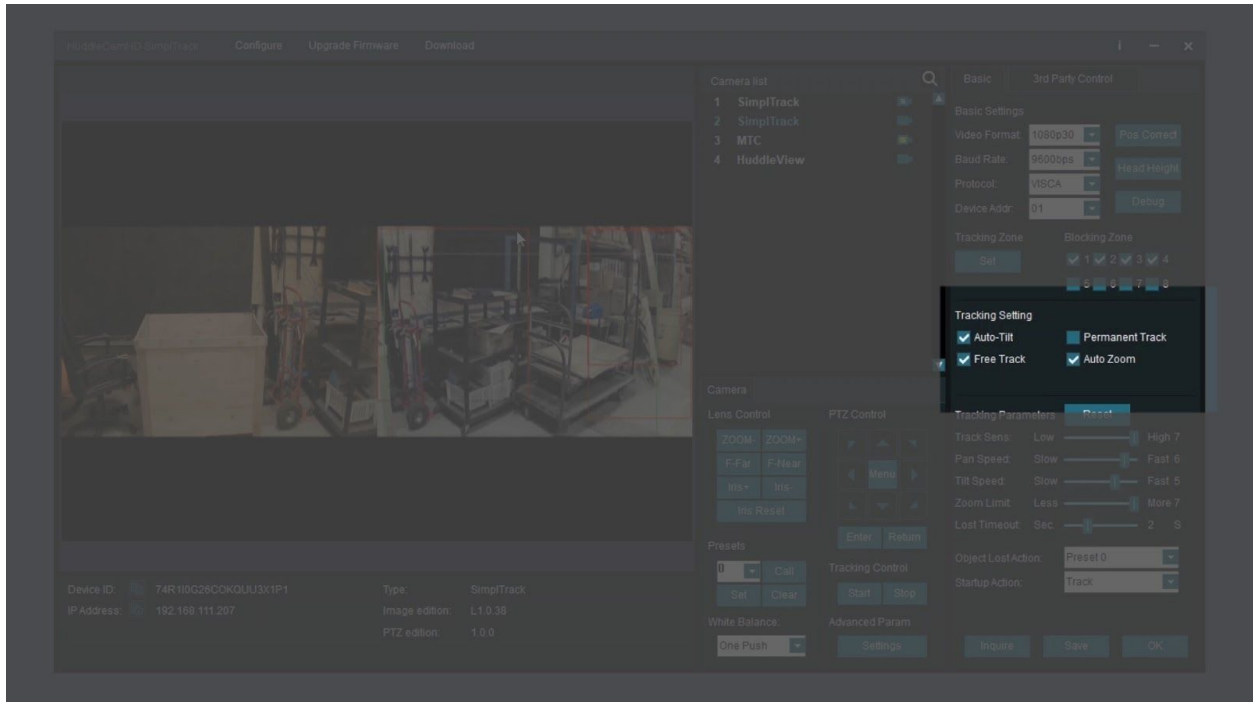 HuddleCamHD SimplTrack Configure Upgrade Firmware Download i
Camera list
1 SimplTrack
2 SimplTrack
3 MTC
4 HuddleView
Basic 3rd Party Control
Basic Settings
Video Format: 1080p30 Pos Correct
Baud Rate: 9600bps Head Height
Protocol: VISCA
Device Addr: 01 Debug
Tracking Zone Blocking Zone
Set 1 2 3 4
5 6 7 8
Tracking Setting
Auto-Tilt Permanent Track
Free Track Auto Zoom
Tracking Parameters Reset
Track Sens: Low High 7
Pan Speed: Slow Fast 6
Tilt Speed: Slow Fast 5
Zoom Limit: Less More 7
Lost Timeout: Sec. 2 S
Object Lost Action: Preset 0
Startup Action: Track
Inquire Save OK
Camera
Lens Control PTZ Control
ZOOM- ZOOM+
F-Far F-Near
Iris+ Iris-
Iris Reset
Menu
Enter Return
Presets
0 Call
Set Clear
Tracking Control
Start Stop
White Balance: Advanced Param
One Push Settings
Device ID: Type: SimplTrack
IP Address: 192.168.111.207 Image edition: L1.0.38
PTZ edition: 1.0.0